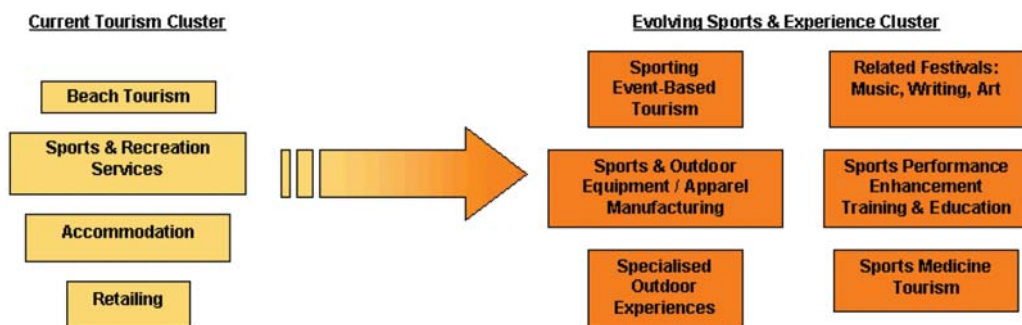 Current Tourism Cluster
Beach Tourism
Sports & Recreation
Services
Accommodation
Retailing
Evolving Sports & Experience Cluster
Sporting
Event-Based
Tourism
Related Festivals:
Music, Writing, Art
Sports & Outdoor
Equipment / Apparel
Manufacturing
Sports Performance
Enhancement
Training & Education
Specialised
Outdoor
Experiences
Sports Medicine
Tourism